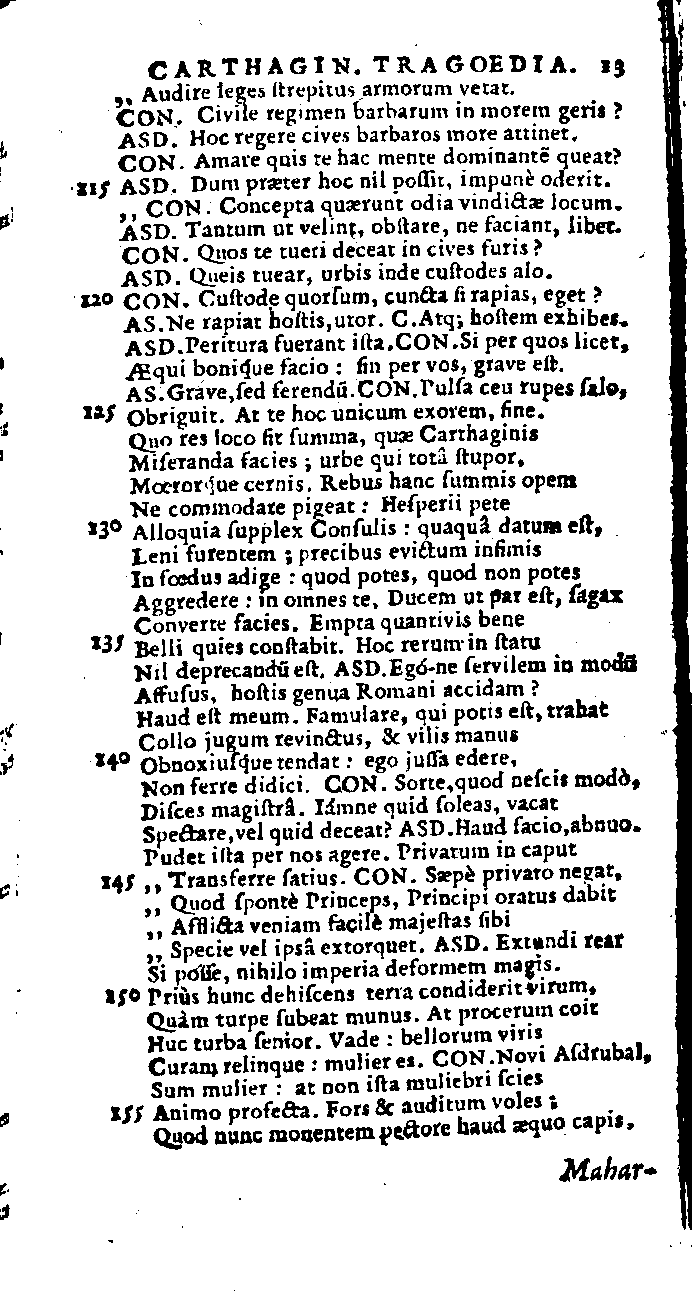 CARTHAGIN. TRAGOEDIA. 13
,, Audire leges ſtrepitus armorum vetat.
CON. Civile regimen barbarum in morem geris ?
ASD. Hoc regere cives barbaros more attinet.
CON. Amare quis te hac mente dominantē queat?
215 ASD. Dum præter hoc nil poſſit, impunè oderit.
,, CON. Concepta quærunt odia vindictæ locum.
ASD. Tantum ut velint, obſtare, ne faciant, libet.
CON. Quos te tueri deceat in cives furis ?
ASD. Queis tuear, urbis inde cuſtodes alo.
220 CON. Cuſtode quorſum, cuncta ſi rapias, eget ?
AS.Ne rapiat hoſtis,utor. C.Atq; hoſtem exhibes.
ASD.Peritura fuerant iſta.CON.Si per quos licet,
Æqui bonique facio : ſin per vos, grave eſt.
AS.Grave,ſed ferendū.CON.Pulſa ceu rupes ſalo,
225 Obriguit. At te hoc unicum exorem, ſine.
Quo res loco ſit ſumma, quæ Carthaginis
Miſeranda facies ; urbe qui totâ ſtupor,
Mœrorque cernis. Rebus hanc ſummis opem
Ne commodare pigeat : Heſperii pete
230 Alloquia ſupplex Conſulis : quaquâ datum eſt,
Leni furentem ; precibus evictum infimis
In fœdus adige : quod potes, quod non potes
Aggredere : in omnes te, Ducem ut par eſt, ſagax
Converte facies. Empta quantivis bene
235 Belli quies conſtabit. Hoc rerum in ſtatu
Nil deprecandū eſt. ASD.Egó-ne ſervilem in modū
Affuſus, hoſtis genua Romani accidam ?
Haud eſt meum. Famulare, qui potis eſt, trahat
Collo jugum revinctus, & vilis manus
240 Obnoxiuſque tendat : ego juſſa edere,
Non ferre didici. CON. Sorte,quod neſcis modò,
Diſces magiſtrâ. Iámne quid ſoleas, vacat
Spectare,vel quid deceat? ASD.Haud facio,abnuo.
Pudet iſta per nos agere. Privatum in caput
245 ,, Transferre ſatius. CON. Sæpè privato negat,
,, Quod ſpontè Princeps, Principi oratus dabit
,, Afflicta veniam facilè majeſtas ſibi
,, Specie vel ipsâ extorquet. ASD. Extundi rear
Si poſſe, nihilo imperia deformem magis.
250 Priùs hunc dehiſcens terra condiderit virum,
Quàm turpe ſubeat munus. At procerum coit
Huc turba ſenior. Vade : bellorum viris
Curam relinque : mulier es. CON.Novi Aſdrubal,
Sum mulier : at non iſta muliebri ſcies
255 Animo profecta. Fors & auditum voles ;
Quod nunc monentem pectore haud æquo capis.
Mahar-